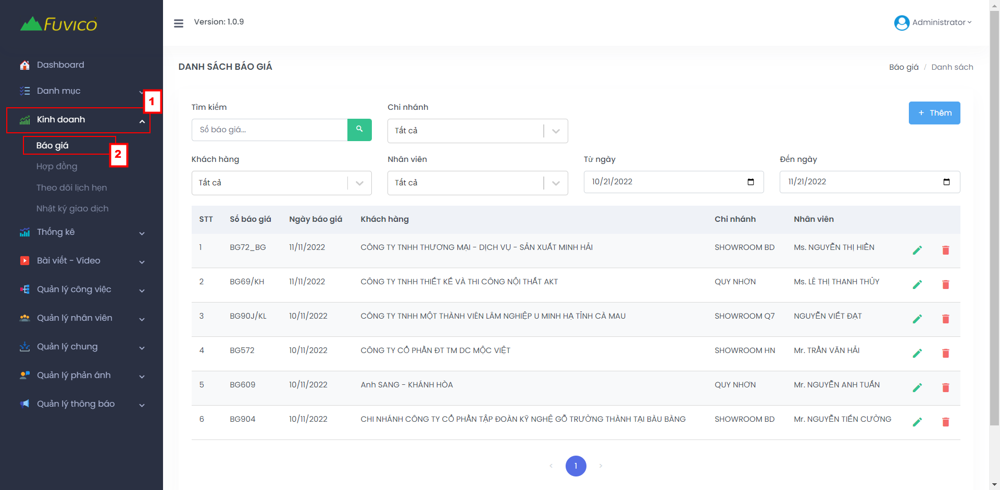 FUVICO
Version: 1.0.9
Administrator
Dashboard
Danh mục
1
Kinh doanh
Báo giá
2
Hợp đồng
Theo dõi lịch hẹn
Nhật ký giao dịch
Thống kê
Bài viết - Video
Quản lý công việc
Quản lý nhân viên
Quản lý chung
Quản lý phản ánh
Quản lý thông báo
DANH SÁCH BÁO GIÁ
Báo giá / Danh sách
Tìm kiếm
Số báo giá...
Chi nhánh
Tất cả
+ Thêm
Khách hàng
Tất cả
Nhân viên
Tất cả
Từ ngày
10/21/2022
Đến ngày
11/21/2022
STT Số báo giá Ngày báo giá Khách hàng Chi nhánh Nhân viên
1 BG72_BG 11/11/2022 CÔNG TY TNHH THƯƠNG MẠI - DỊCH VỤ - SẢN XUẤT MINH HẢI SHOWROOM BD Ms. NGUYỄN THỊ HIỀN
2 BG69/KH 11/11/2022 CÔNG TY TNHH THIẾT KẾ VÀ THI CÔNG NỘI THẤT AKT QUY NHƠN Ms. LÊ THỊ THANH THỦY
3 BG90J/KL 10/11/2022 CÔNG TY TNHH MỘT THÀNH VIÊN LÂM NGHIỆP U MINH HẠ TỈNH CÀ MAU SHOWROOM Q7 NGUYỄN VIẾT ĐẠT
4 BG572 10/11/2022 CÔNG TY CỔ PHẦN ĐT TM DC MỘC VIỆT SHOWROOM HN Mr. TRẦN VĂN HẢI
5 BG609 10/11/2022 Anh SANG - KHÁNH HÒA QUY NHƠN Mr. NGUYỄN ANH TUẤN
6 BG904 10/11/2022 CHI NHÁNH CÔNG TY CỔ PHẦN TẬP ĐOÀN KỸ NGHỆ GỖ TRƯỜNG THÀNH TẠI BÀU BÀNG SHOWROOM BD Mr. NGUYỄN TIẾN CƯỜNG
< 1 >